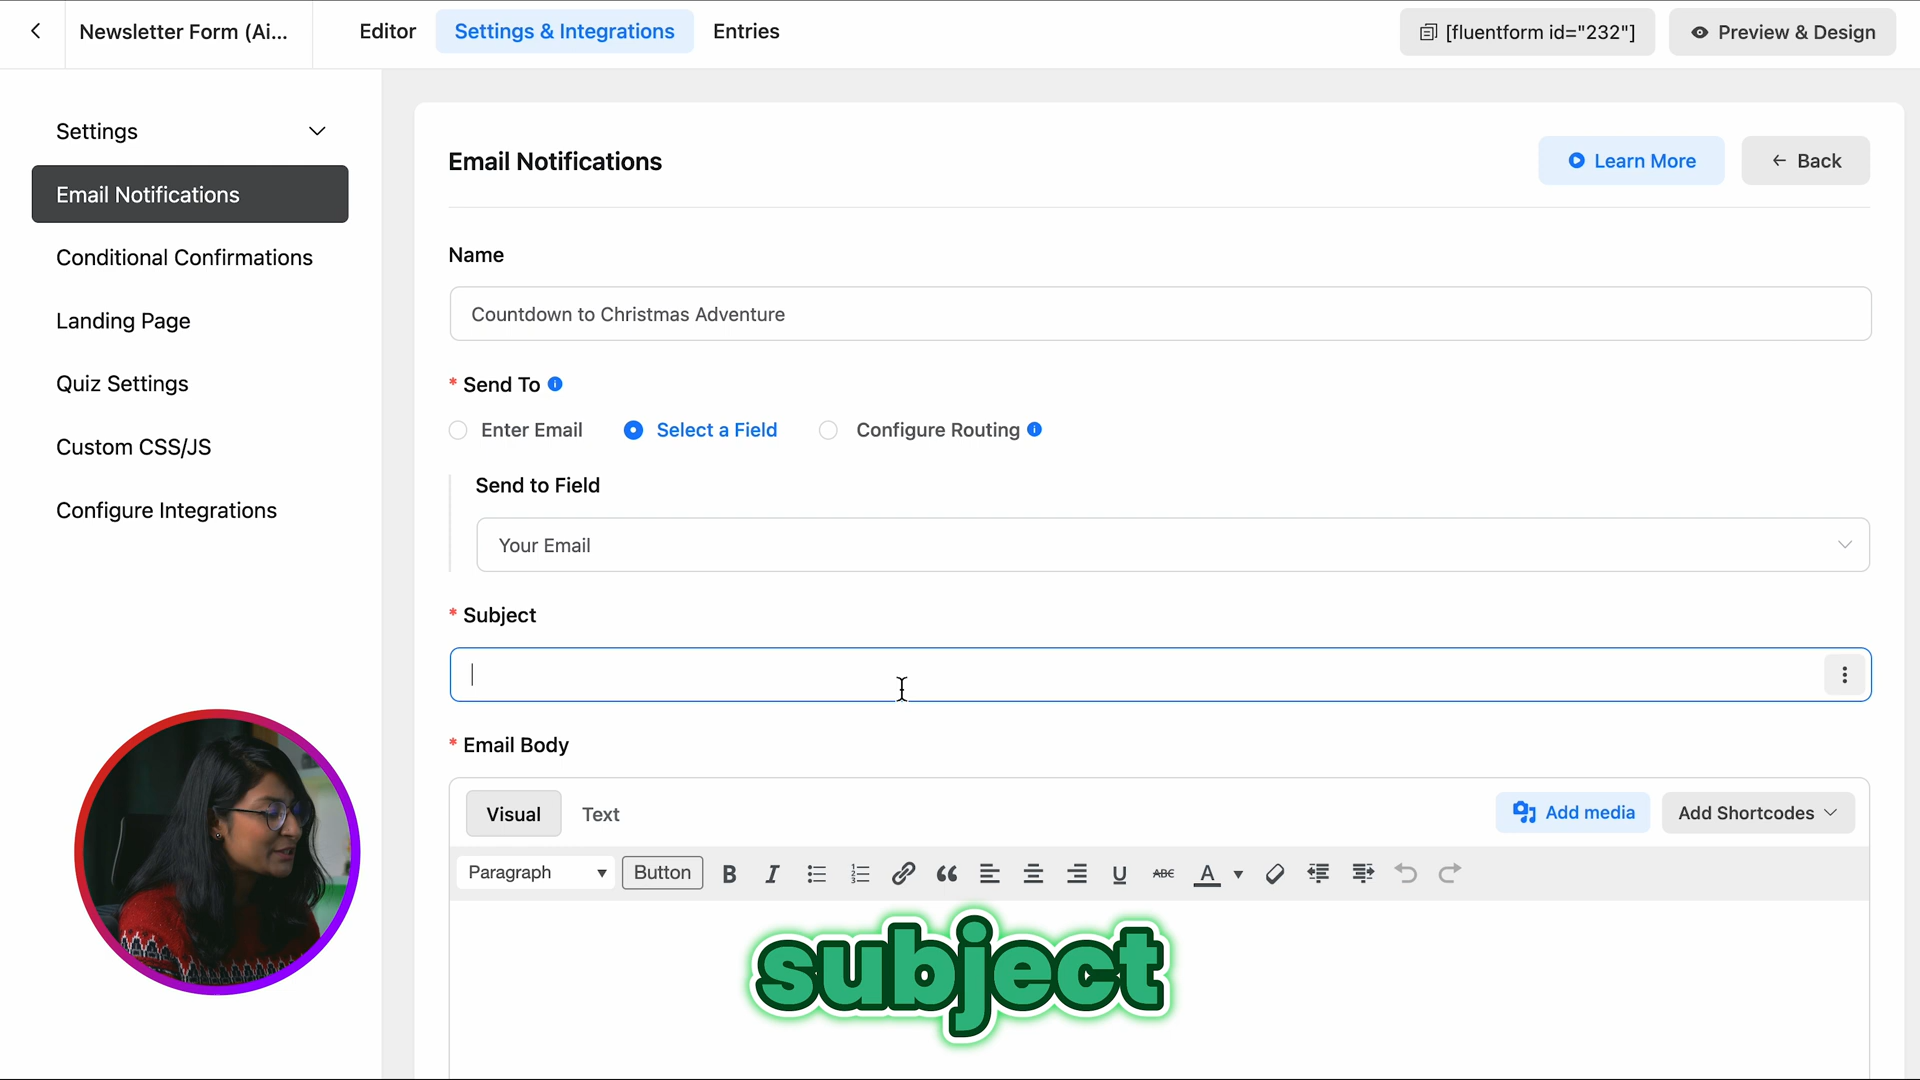 Newsletter Form (Ai...
Editor
Settings & Integrations
Entries
[fluentform id="232"]
Preview & Design
Settings
Email Notifications
Conditional Confirmations
Landing Page
Quiz Settings
Custom CSS/JS
Configure Integrations
Email Notifications
Learn More
Back
Name
Countdown to Christmas Adventure
* Send To
Enter Email
Select a Field
Configure Routing
Send to Field
Your Email
* Subject
* Email Body
Visual
Text
Add media
Add Shortcodes
Paragraph
Button
B I
U ABC A
subject